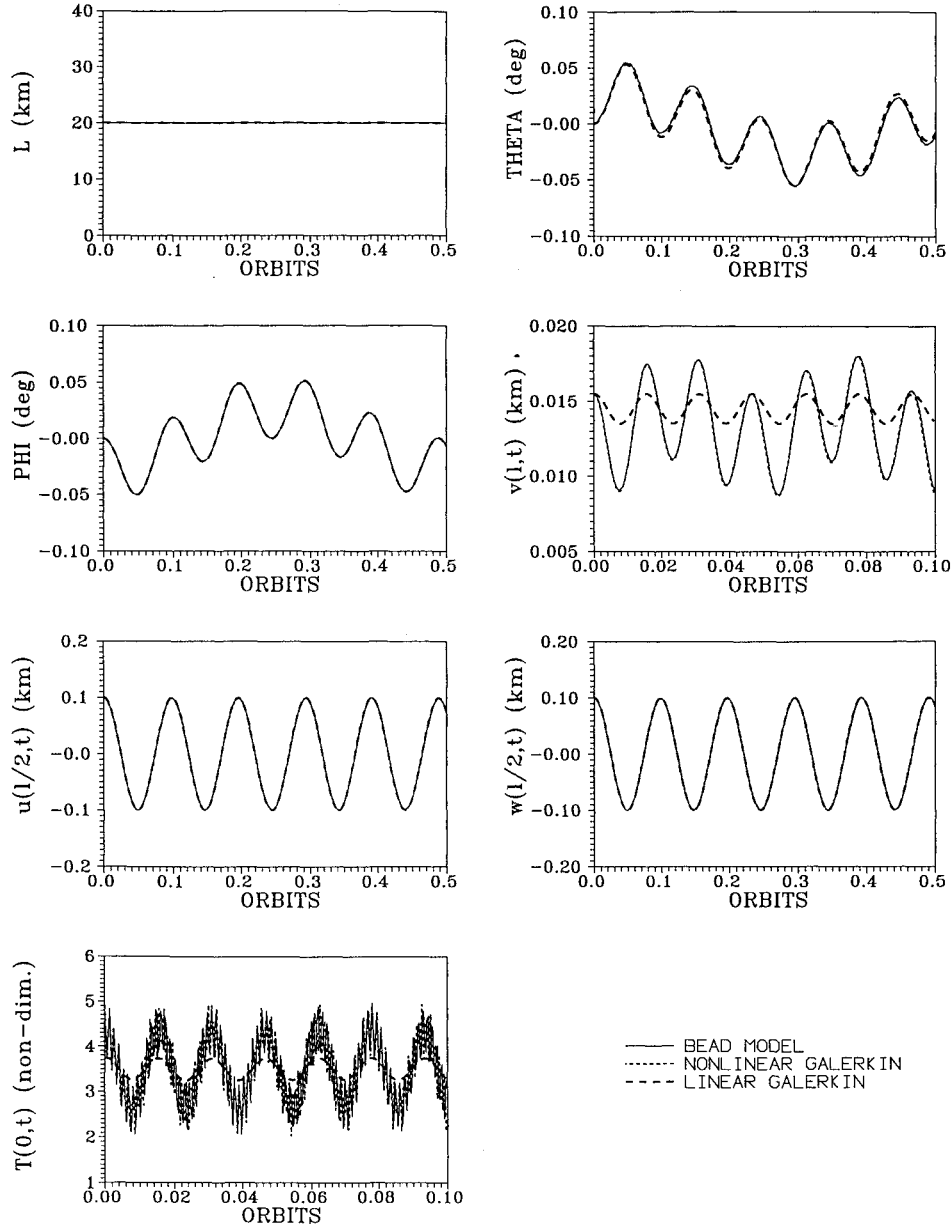 L (km)
40
30
20
10
0
0.0 0.1 0.2 0.3 0.4 0.5
ORBITS
THETA (deg)
0.10
0.05
−0.00
−0.05
−0.10
0.0 0.1 0.2 0.3 0.4 0.5
ORBITS
PHI (deg)
0.10
0.05
−0.00
−0.05
−0.10
0.0 0.1 0.2 0.3 0.4 0.5
ORBITS
v(l,t) (km)
0.020
0.015
0.010
0.005
0.00 0.02 0.04 0.06 0.08 0.10
ORBITS
u(l/2,t) (km)
0.2
0.1
−0.0
−0.1
−0.2
0.0 0.1 0.2 0.3 0.4 0.5
ORBITS
w(l/2,t) (km)
0.20
0.10
0.00
−0.10
−0.20
0.0 0.1 0.2 0.3 0.4 0.5
ORBITS
T(0,t) (non-dim.)
6
5
4
3
2
1
0.00 0.02 0.04 0.06 0.08 0.10
ORBITS
BEAD MODEL
NONLINEAR GALERKIN
LINEAR GALERKIN